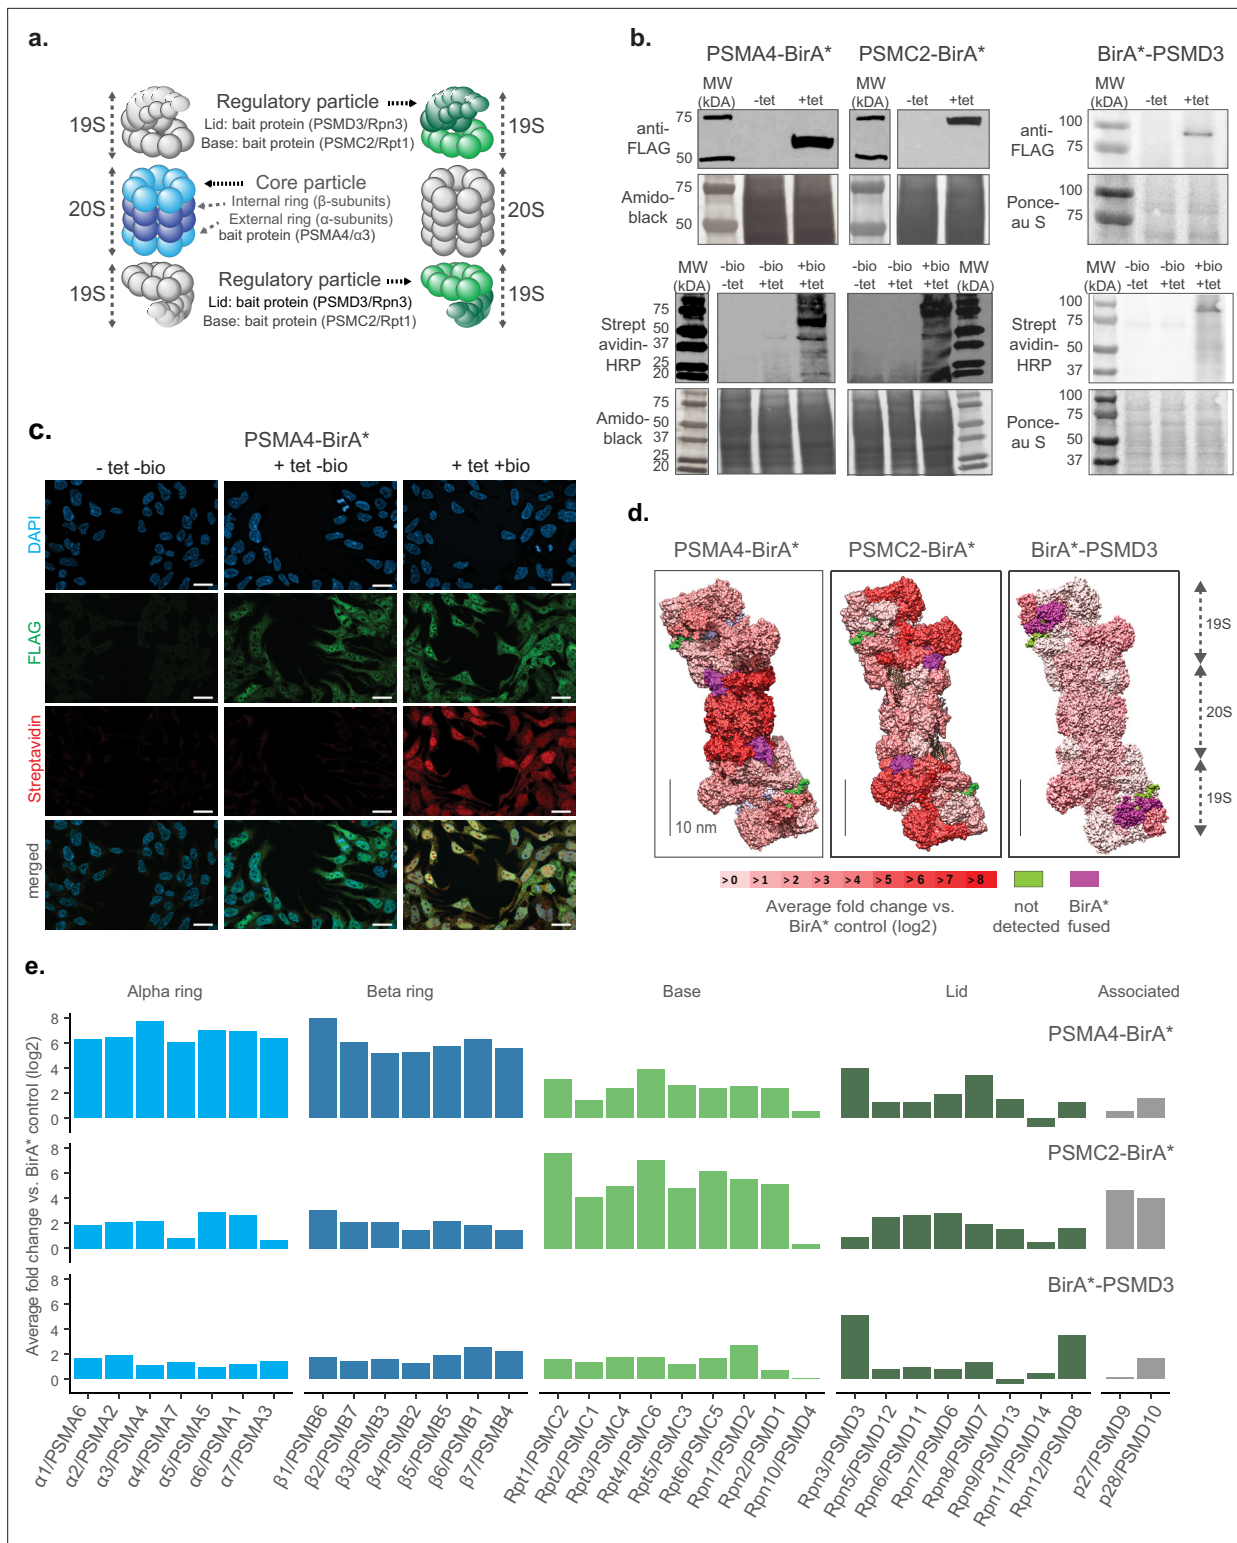 a.
19S
20S
19S
Regulatory particle
Lid: bait protein (PSMD3/Rpn3)
Base: bait protein (PSMC2/Rpt1)
Core particle
Internal ring (β-subunits)
External ring (α-subunits)
bait protein (PSMA4/α3)
Regulatory particle
Lid: bait protein (PSMD3/Rpn3)
Base: bait protein (PSMC2/Rpt1)
19S
20S
19S
b.
PSMA4-BirA*
PSMC2-BirA*
BirA*-PSMD3
MW
(kDA)
-tet
+tet
MW
(kDA)
-tet
+tet
MW
(kDA)
-tet
+tet
anti-
FLAG
75
50
anti-
FLAG
100
75
Amido-
black
75
50
Ponce-
au S
100
75
MW
(kDA)
-bio
-tet
-bio
+tet
+bio
+tet
-bio
-tet
-bio
+tet
+bio
+tet
MW
(kDA)
MW
(kDA)
-bio
-tet
-bio
+tet
+bio
+tet
Strept
avidin-
HRP
75
50
37
25
20
Strept
avidin-
HRP
100
75
50
37
Amido-
black
75
50
37
25
20
Ponce-
au S
100
75
50
37
c.
PSMA4-BirA*
- tet -bio
+ tet -bio
+ tet +bio
DAPI
FLAG
Streptavidin
merged
d.
PSMA4-BirA*
PSMC2-BirA*
BirA*-PSMD3
10 nm
19S
20S
19S
> 0 > 1 > 2 > 3 > 4 > 5 > 6 > 7 > 8
Average fold change vs.
BirA* control (log2)
not
detected
BirA*
fused
e.
Alpha ring
Beta ring
Base
Lid
Associated
Average fold change vs. BirA* control (log2)
PSMA4-BirA*
8
6
4
2
0
PSMC2-BirA*
8
6
4
2
0
BirA*-PSMD3
8
6
4
2
0
α1/PSMA6
α2/PSMA2
α3/PSMA4
α4/PSMA7
α5/PSMA5
α6/PSMA1
α7/PSMA3
β1/PSMB6
β2/PSMB7
β3/PSMB3
β4/PSMB2
β5/PSMB5
β6/PSMB1
β7/PSMB4
Rpt1/PSMC2
Rpt2/PSMC1
Rpt3/PSMC4
Rpt4/PSMC6
Rpt5/PSMC3
Rpt6/PSMC5
Rpn1/PSMD2
Rpn2/PSMD1
Rpn10/PSMD4
Rpn3/PSMD3
Rpn5/PSMD12
Rpn6/PSMD11
Rpn7/PSMD6
Rpn8/PSMD7
Rpn9/PSMD13
Rpn11/PSMD14
Rpn12/PSMD8
p27/PSMD9
p28/PSMD10